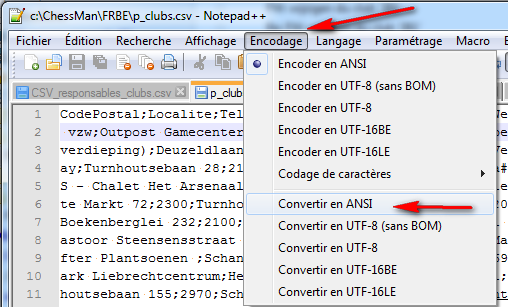 c:\ChessMan\FRBE\p_clubs.csv - Notepad++
Fichier Édition Recherche Affichage Encodage Langage Paramétrage Macro
CSV_responsables_clubs.csv p_clu
Encoder en ANSI
Encoder en UTF-8 (sans BOM)
Encoder en UTF-8
Encoder en UTF-16BE
Encoder en UTF-16LE
Codage de caractères
Convertir en ANSI
Convertir en UTF-8 (sans BOM)
Convertir en UTF-8
Convertir en UTF-16BE
Convertir en UTF-16LE
1 CodePostal;Localite;Tel
2 vzw;Outpost Gamecenter
3 verdieping);Deuzeldlaan
4 ay;Turnhoutsebaan 28;21
5 S - Chalet Het Arsenaal
6 te Markt 72;2300;Turnho
7 Boekenberglei 232;2100;
8 astoor Steensensstraat
9 fter Plantsoenen ;Schan
10 ark Liebrechtcentrum;He
11 houtsebaan 155;2970;Scha